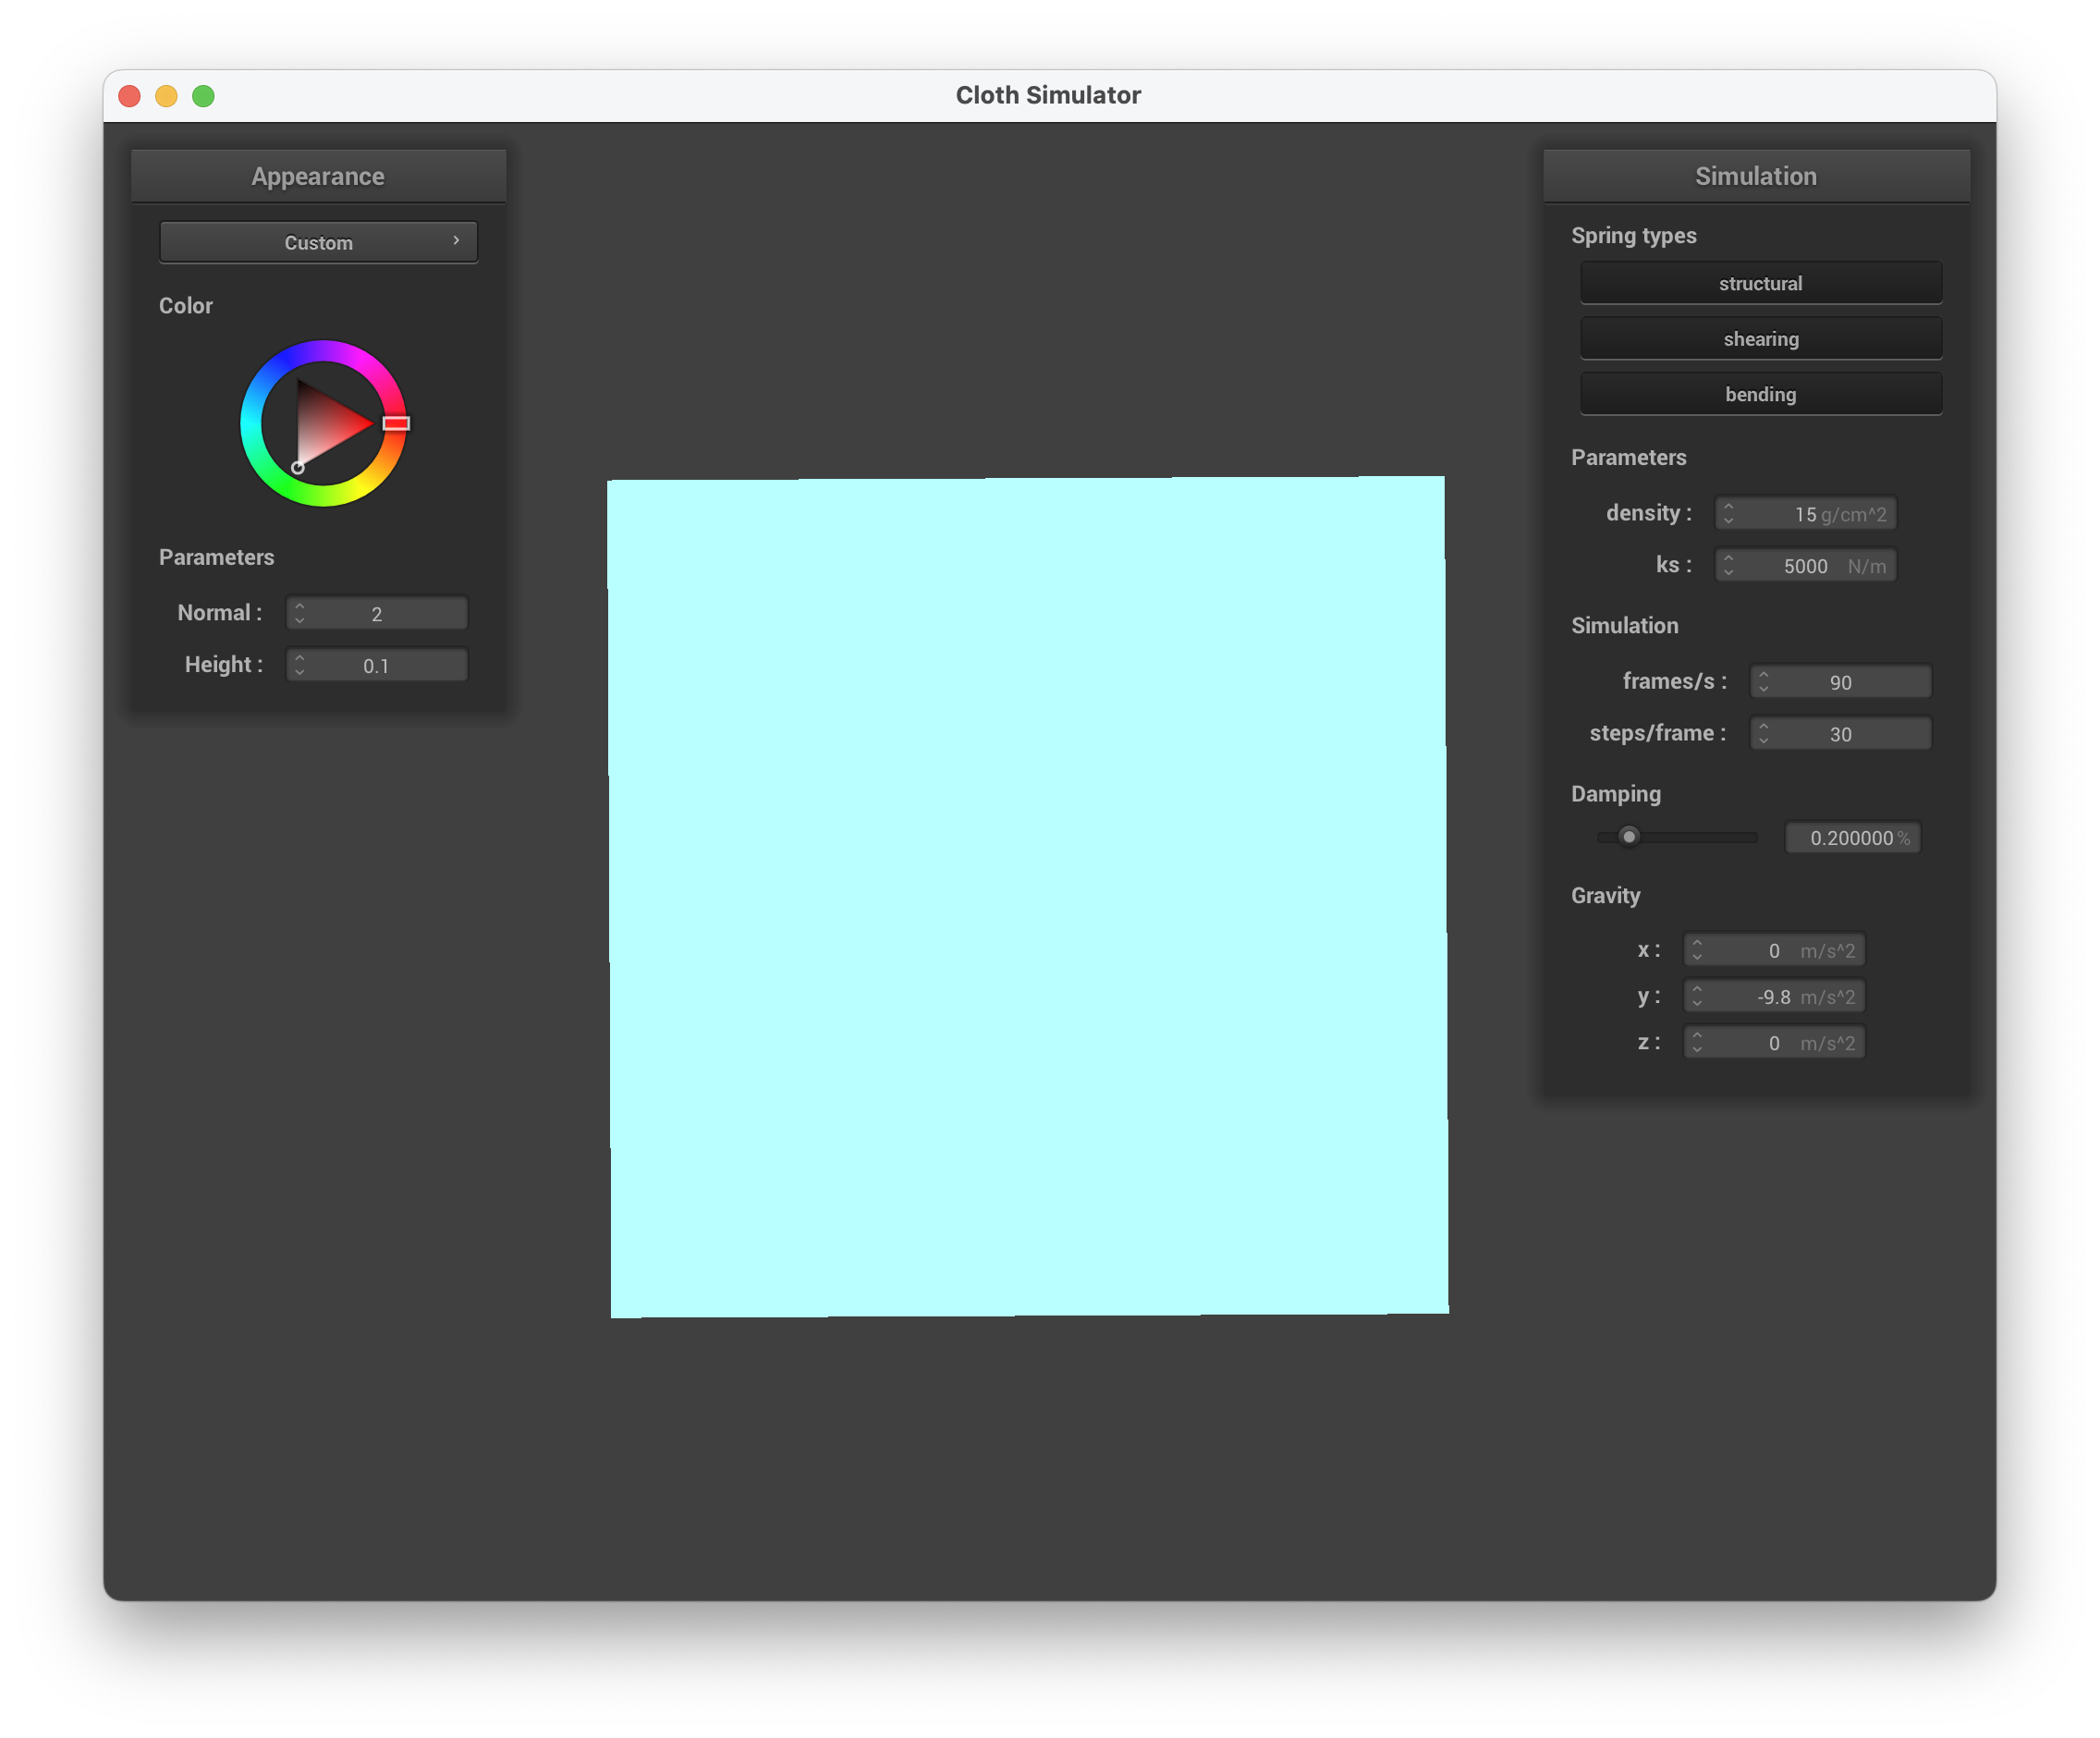 Cloth Simulator
Appearance
Custom
Color
Parameters
Normal : 2
Height : 0.1
Simulation
Spring types
structural
shearing
bending
Parameters
density : 15 g/cm^2
ks : 5000 N/m
Simulation
frames/s : 90
steps/frame : 30
Damping
0.200000 %
Gravity
x : 0 m/s^2
y : -9.8 m/s^2
z : 0 m/s^2